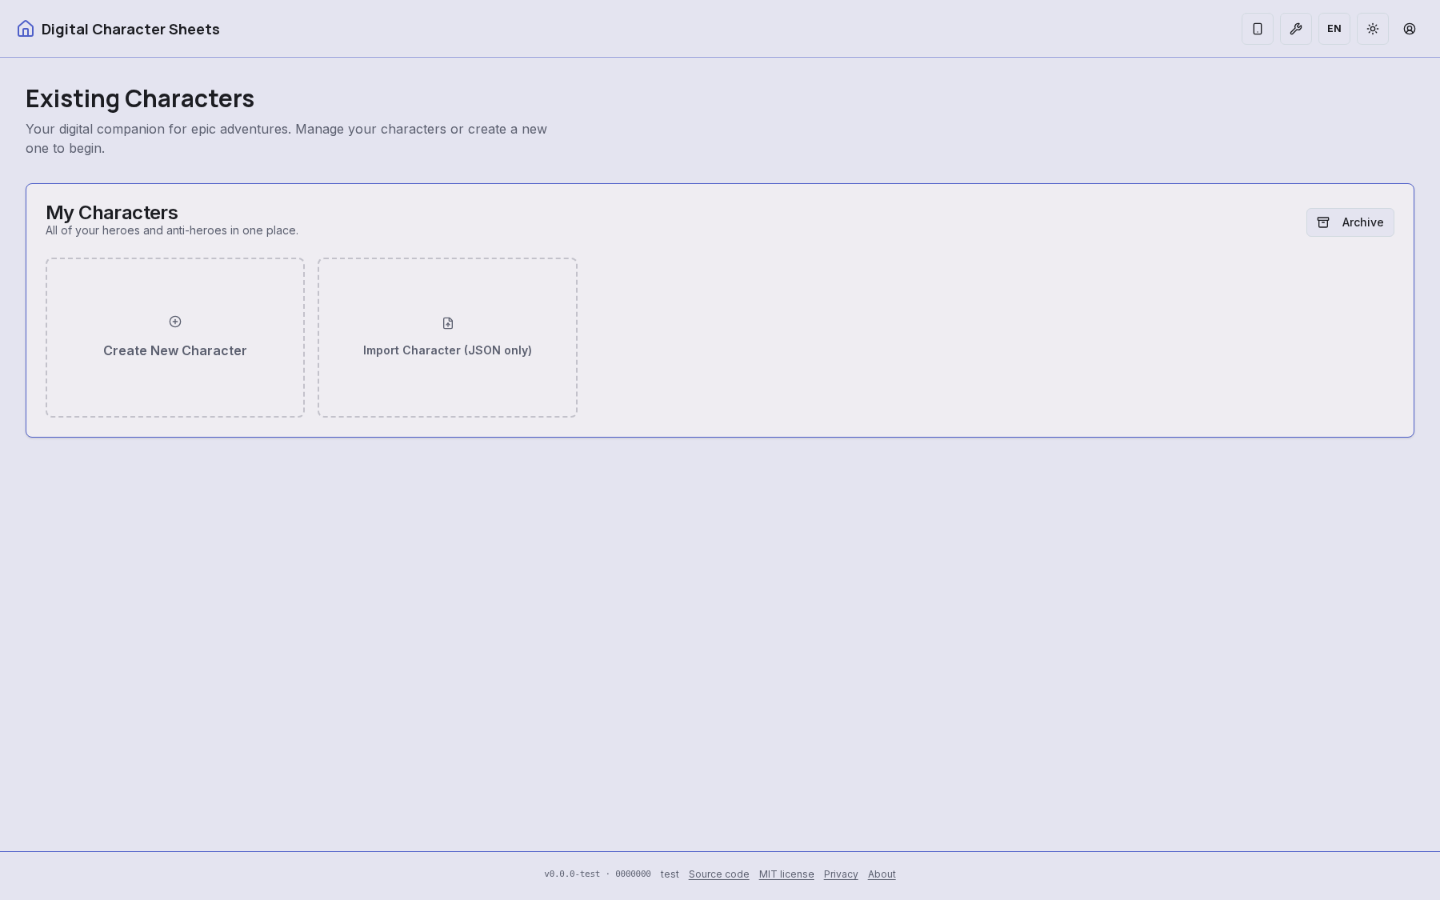 Digital Character Sheets
EN
Existing Characters
Your digital companion for epic adventures. Manage your characters or create a new
one to begin.
My Characters
All of your heroes and anti-heroes in one place.
Archive
Create New Character
Import Character (JSON only)
v0.0.0-test · 0000000 test Source code MIT license Privacy About